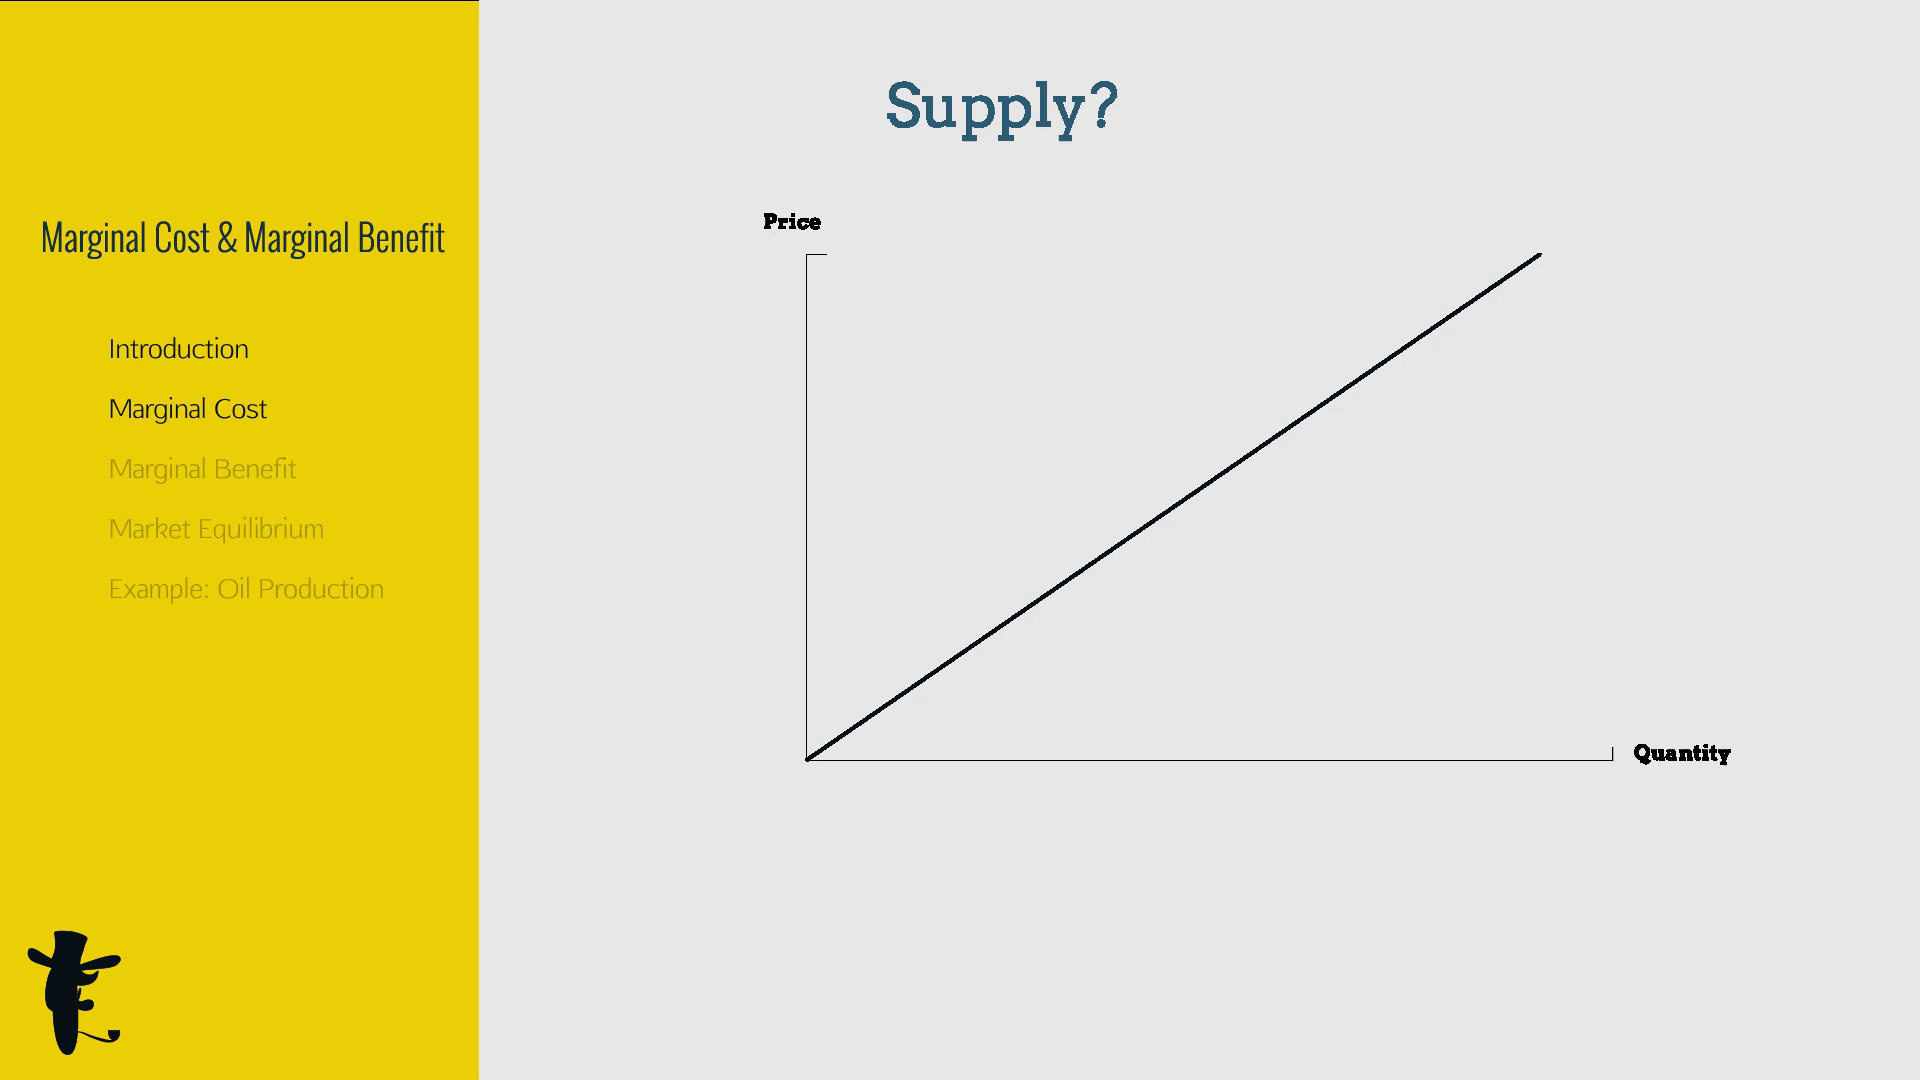 Supply?
Marginal Cost & Marginal Benefit
Introduction
Marginal Cost
Marginal Benefit
Market Equilibrium
Example: Oil Production
Price
Quantity